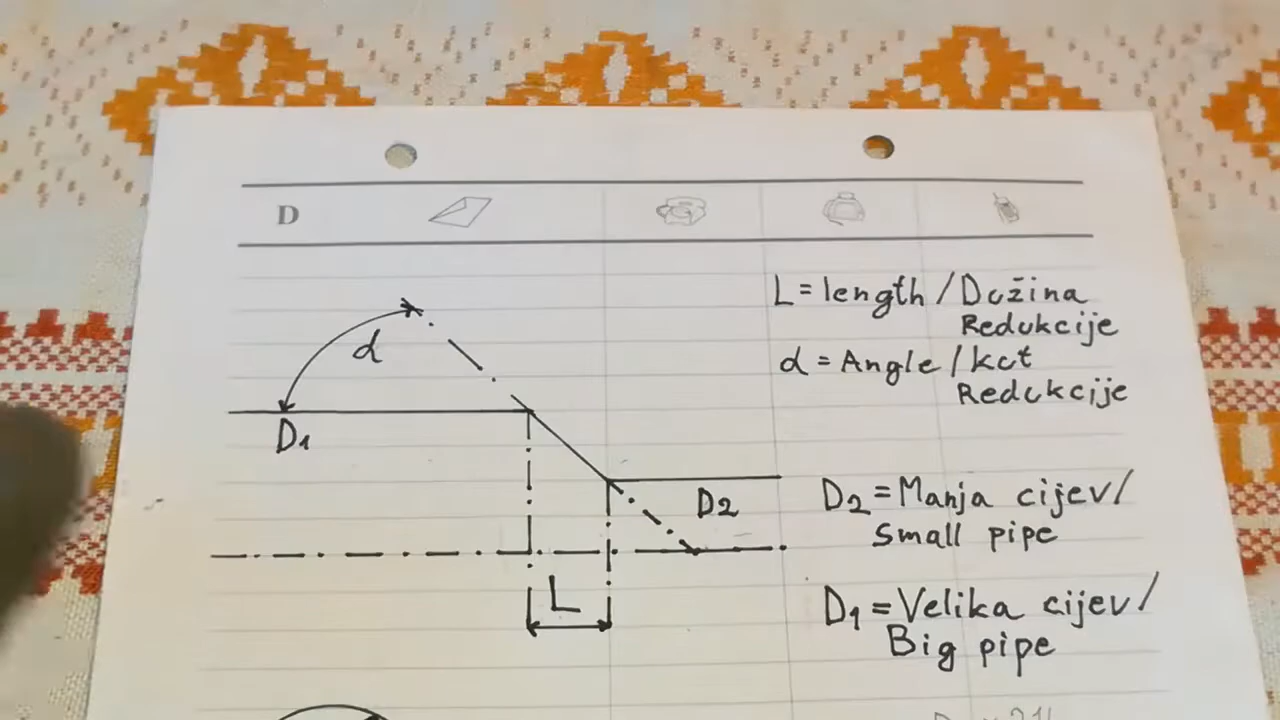 D
L = length / Dužina
Redukcije
α = Angle / kut
Redukcije
α
D1
D2
D2 = Manja cijev /
Small pipe
L
D1 = Velika cijev /
Big pipe